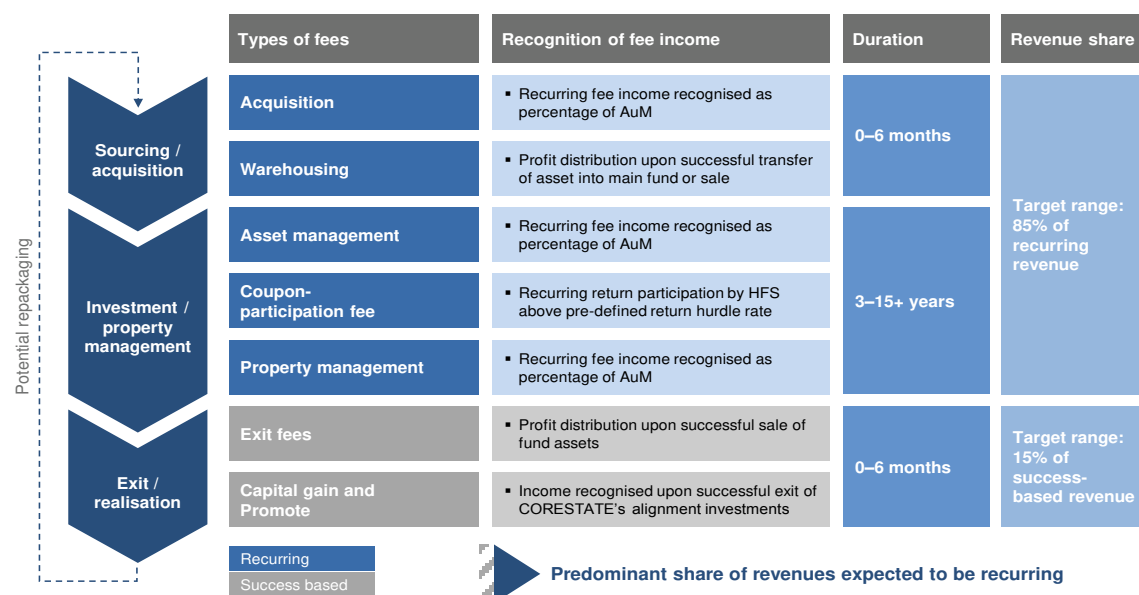 Types of fees
Recognition of fee income
Duration
Revenue share
Potential repackaging
Sourcing /
acquisition
Acquisition
▪ Recurring fee income recognised as
percentage of AuM
0–6 months
Warehousing
▪ Profit distribution upon successful transfer
of asset into main fund or sale
Investment /
property
management
Asset management
▪ Recurring fee income recognised as
percentage of AuM
Coupon-
participation fee
▪ Recurring return participation by HFS
above pre-defined return hurdle rate
3–15+ years
Property management
▪ Recurring fee income recognised as
percentage of AuM
Target range:
85% of
recurring
revenue
Exit /
realisation
Exit fees
▪ Profit distribution upon successful sale of
fund assets
0–6 months
Capital gain and
Promote
▪ Income recognised upon successful exit of
CORESTATE's alignment investments
Target range:
15% of
success-
based revenue
Recurring
Success based
Predominant share of revenues expected to be recurring